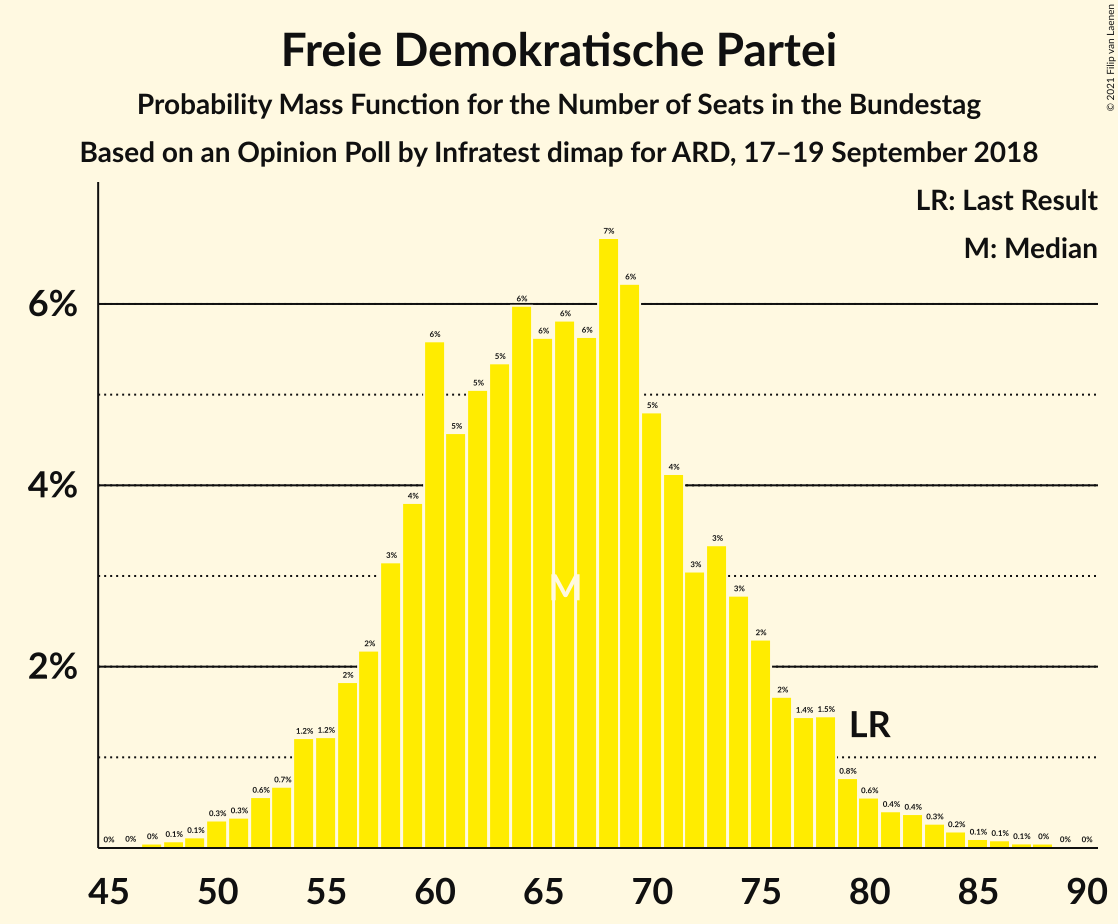 Freie Demokratische Partei
Probability Mass Function for the Number of Seats in the Bundestag
Based on an Opinion Poll by Infratest dimap for ARD, 17–19 September 2018
© 2021 Filip van Laenen
LR: Last Result
M: Median
6%
4%
2%
0% 0% 0% 0.1% 0.1% 0.3% 0.3% 0.6% 0.7% 1.2% 1.2% 2% 2% 3% 4% 6% 5% 5% 5% 6% 6% 6% 6% 7% 6% 5% 4% 3% 3% 3% 2% 2% 1.4% 1.5% 0.8% 0.6% 0.4% 0.4% 0.3% 0.2% 0.1% 0.1% 0.1% 0% 0% 0%
M
LR
45 50 55 60 65 70 75 80 85 90